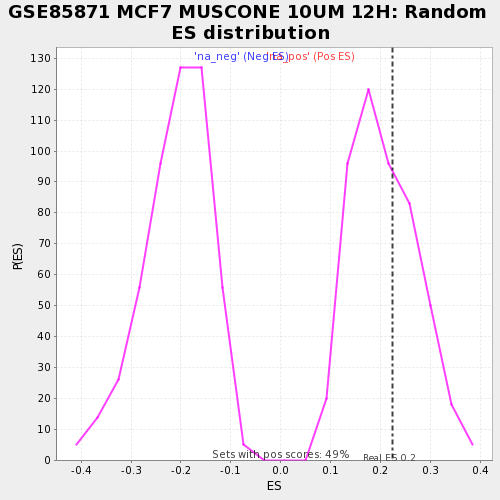 GSE85871 MCF7 MUSCONE 10UM 12H: Random
ES distribution
'na_neg' (Neg ES)
'na_pos' (Pos ES)
P(ES)
130
120
110
100
90
80
70
60
50
40
30
20
10
0
Sets with pos scores: 49%
Real ES 0.2
-0.4 -0.3 -0.2 -0.1 0.0 0.1 0.2 0.3 0.4
ES